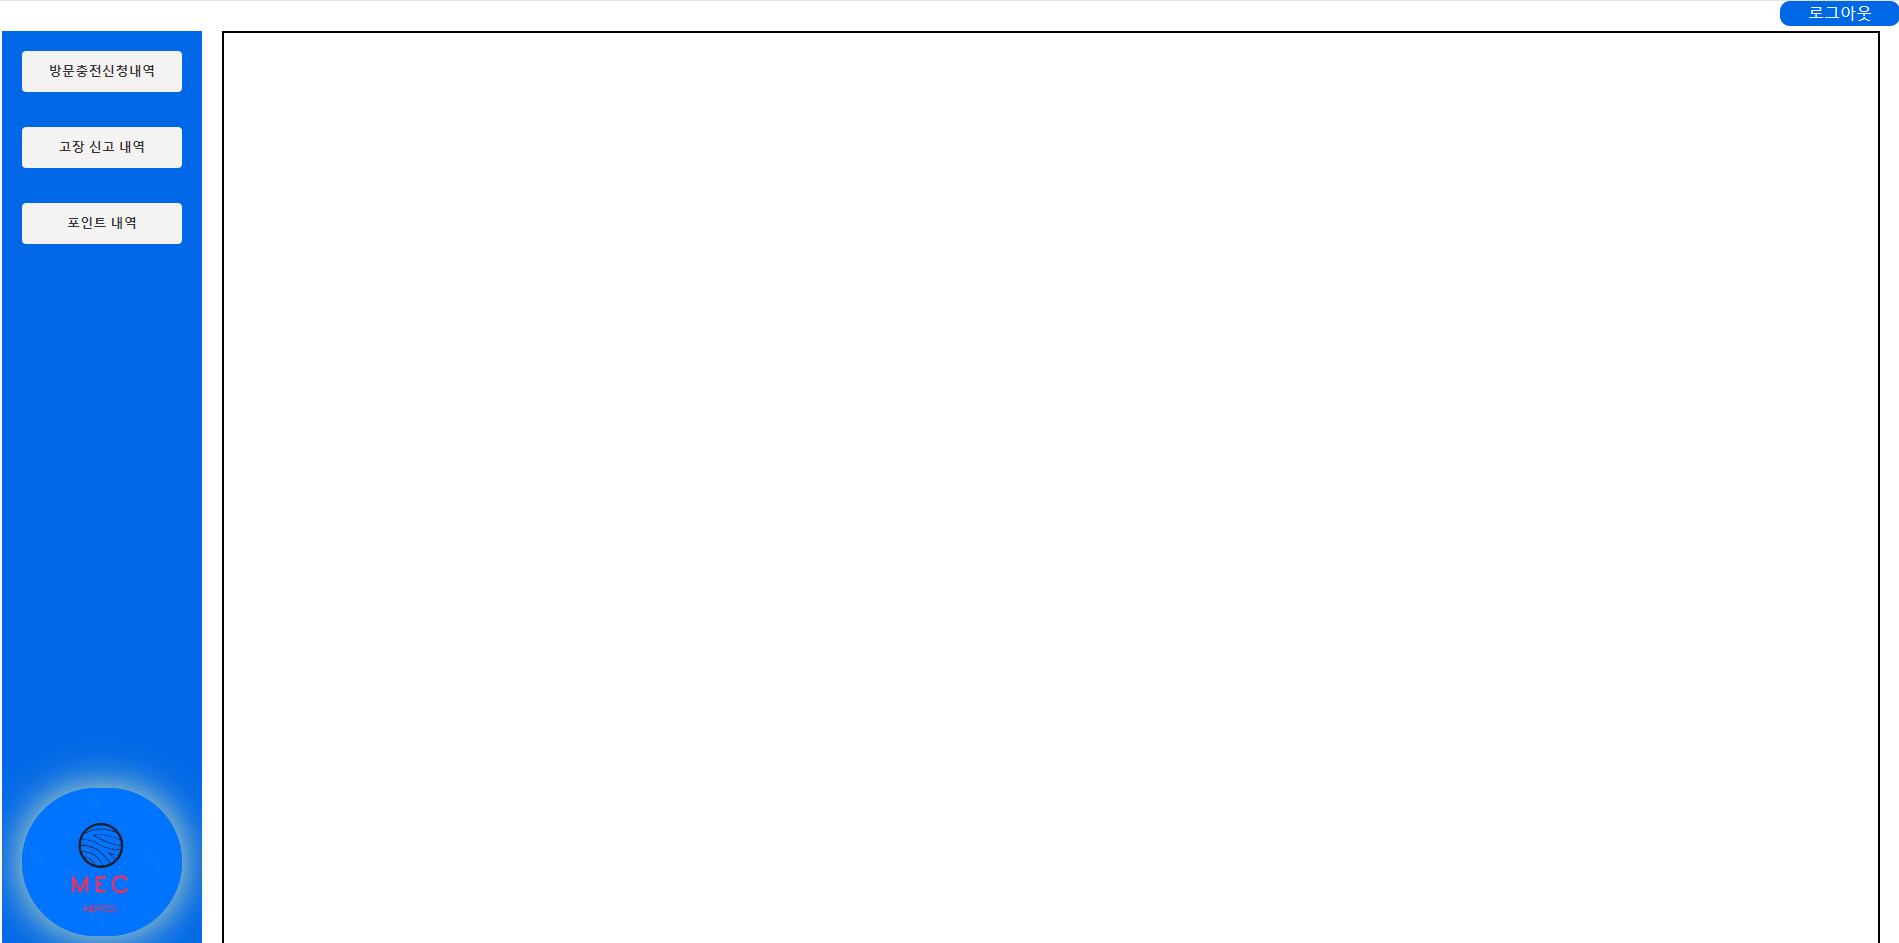 로그아웃
방문충전신청내역
고장 신고 내역
포인트 내역
MEC